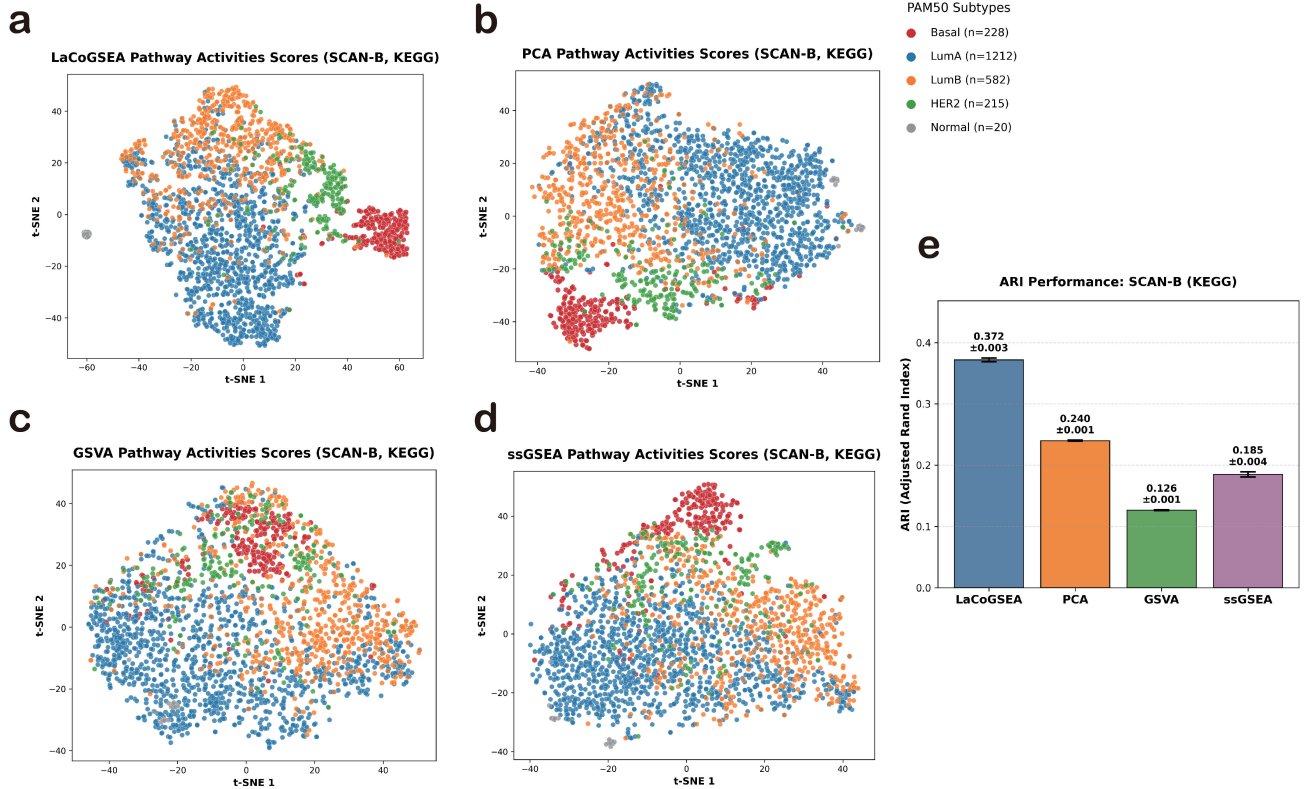 a
LaCoGSEA Pathway Activities Scores (SCAN-B, KEGG)
t-SNE 2
40
20
0
−20
−40
−60
−40
−20
0
20
40
60
t-SNE 1
b
PCA Pathway Activities Scores (SCAN-B, KEGG)
t-SNE 2
40
20
0
−20
−40
−40
−20
0
20
40
t-SNE 1
PAM50 Subtypes
Basal (n=228)
LumA (n=1212)
LumB (n=582)
HER2 (n=215)
Normal (n=20)
c
GSVA Pathway Activities Scores (SCAN-B, KEGG)
t-SNE 2
40
20
0
−20
−40
−40
−20
0
20
40
t-SNE 1
d
ssGSEA Pathway Activities Scores (SCAN-B, KEGG)
t-SNE 2
40
20
0
−20
−40
−40
−20
0
20
40
t-SNE 1
e
ARI Performance: SCAN-B (KEGG)
ARI (Adjusted Rand Index)
0.4
0.3
0.2
0.1
0.0
0.372
±0.003
0.240
±0.001
0.126
±0.001
0.185
±0.004
LaCoGSEA
PCA
GSVA
ssGSEA